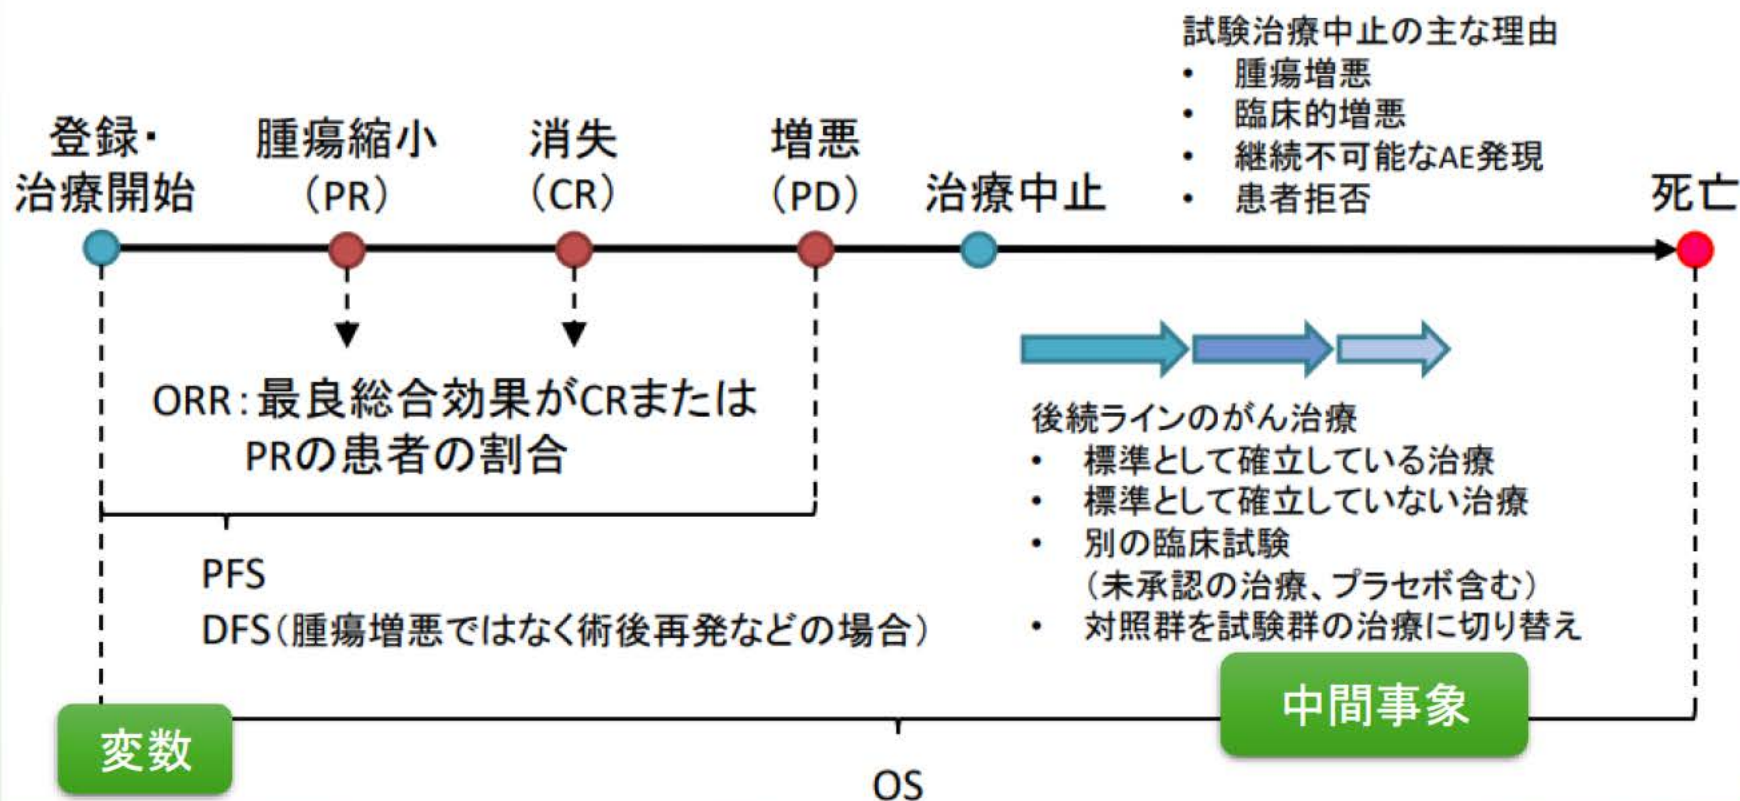 試験治療中止の主な理由
• 腫瘍増悪
• 臨床的増悪
• 継続不可能なAE発現
• 患者拒否
登録・
治療開始
腫瘍縮小
（PR）
消失
（CR）
増悪
（PD）
治療中止
死亡
ORR：最良総合効果がCRまたは
PRの患者の割合
後続ラインのがん治療
• 標準として確立している治療
• 標準として確立していない治療
• 別の臨床試験
（未承認の治療、プラセボ含む）
• 対照群を試験群の治療に切り替え
PFS
DFS（腫瘍増悪ではなく術後再発などの場合）
変数
中間事象
OS